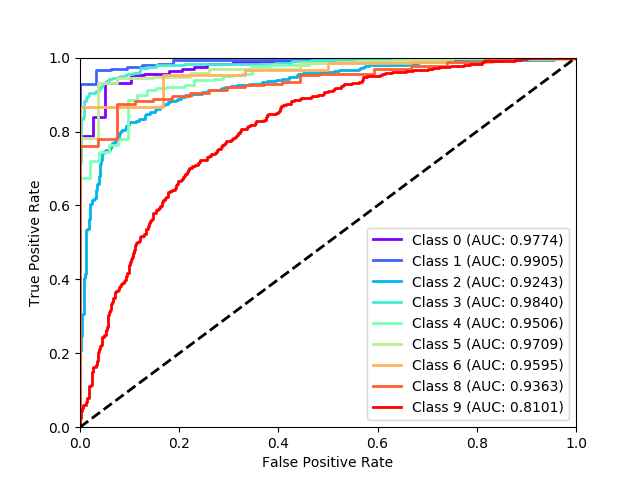 1.0
0.8
0.6
0.4
0.2
0.0
True Positive Rate
0.0 0.2 0.4 0.6 0.8 1.0
False Positive Rate
Class 0 (AUC: 0.9774)
Class 1 (AUC: 0.9905)
Class 2 (AUC: 0.9243)
Class 3 (AUC: 0.9840)
Class 4 (AUC: 0.9506)
Class 5 (AUC: 0.9709)
Class 6 (AUC: 0.9595)
Class 8 (AUC: 0.9363)
Class 9 (AUC: 0.8101)